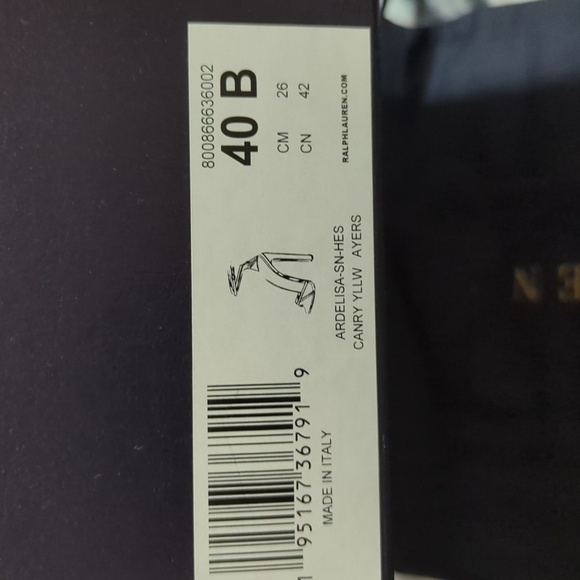 800866636002
40 B
CM 26
CN 42
RALPHLAUREN.COM
ARDELISA-SN-HES
CANRY YLLW AYERS
1 95167 36791 9
MADE IN ITALY
N